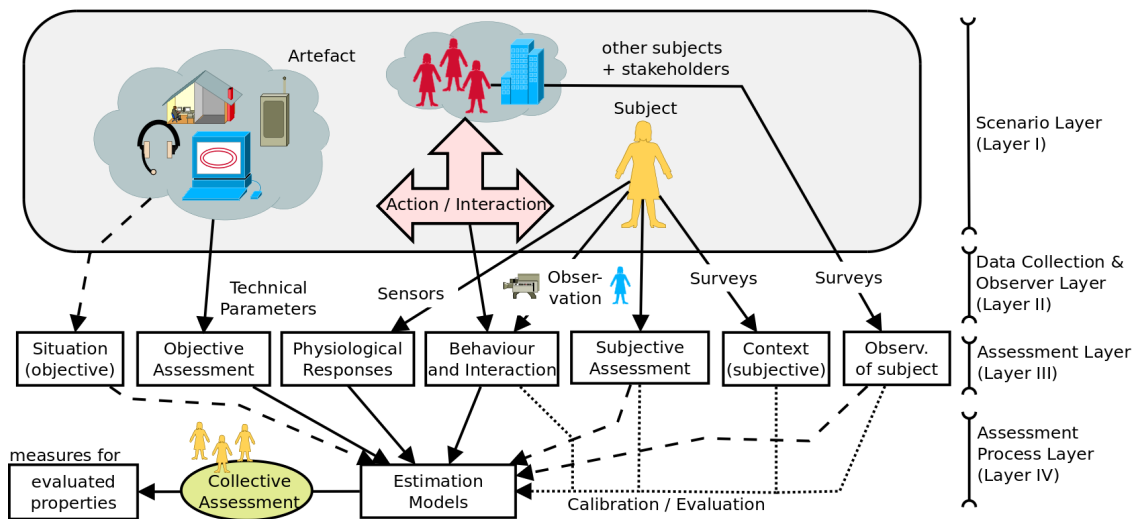 Artefact
other subjects
+ stakeholders
Subject
Action / Interaction
Scenario Layer
(Layer I)
Technical
Parameters
Sensors
Obser-
vation
Surveys
Surveys
Data Collection &
Observer Layer
(Layer II)
Situation
(objective)
Objective
Assessment
Physiological
Responses
Behaviour
and Interaction
Subjective
Assessment
Context
(subjective)
Observ.
of subject
Assessment Layer
(Layer III)
measures for
evaluated
properties
Collective
Assessment
Estimation
Models
Calibration / Evaluation
Assessment
Process Layer
(Layer IV)